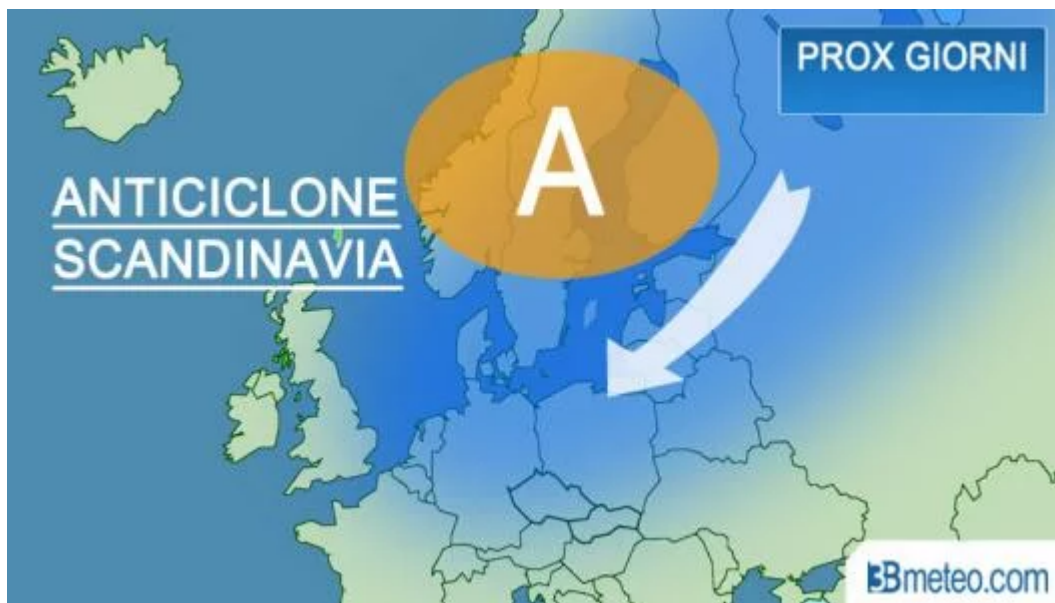 PROX GIORNI
A
ANTICICLONE
SCANDINAVIA
3Bmeteo.com